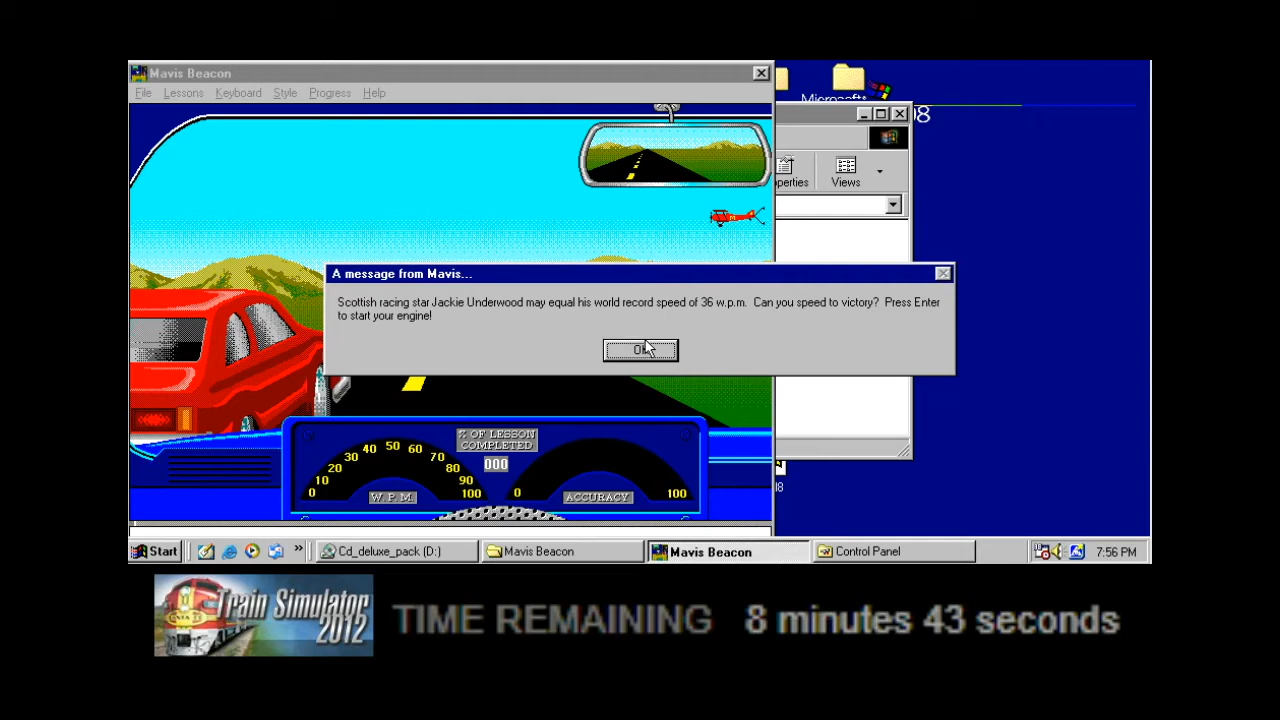 Mavis Beacon
File Lessons Keyboard Style Progress Help
Microsoft
98
Views
A message from Mavis...
Scottish racing star Jackie Underwood may equal his world record speed of 36 w.p.m. Can you speed to victory? Press Enter
to start your engine!
% OF LESSON
COMPLETED
000
0 10 20 30 40 50 60 70 80 90 100
W.P.M.
0 100
ACCURACY
Start
Cd_deluxe_pack (D:)
Mavis Beacon
Mavis Beacon
Control Panel
7:56 PM
Train Simulator
2012
TIME REMAINING 8 minutes 43 seconds